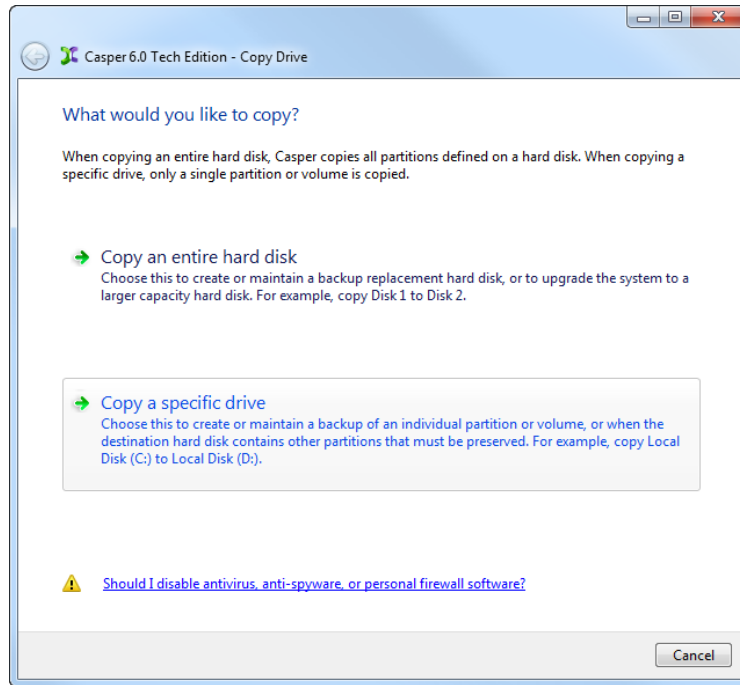 Casper 6.0 Tech Edition - Copy Drive
What would you like to copy?
When copying an entire hard disk, Casper copies all partitions defined on a hard disk. When copying a
specific drive, only a single partition or volume is copied.
Copy an entire hard disk
Choose this to create or maintain a backup replacement hard disk, or to upgrade the system to a
larger capacity hard disk. For example, copy Disk 1 to Disk 2.
Copy a specific drive
Choose this to create or maintain a backup of an individual partition or volume, or when the
destination hard disk contains other partitions that must be preserved. For example, copy Local
Disk (C:) to Local Disk (D:).
Should I disable antivirus, anti-spyware, or personal firewall software?
Cancel